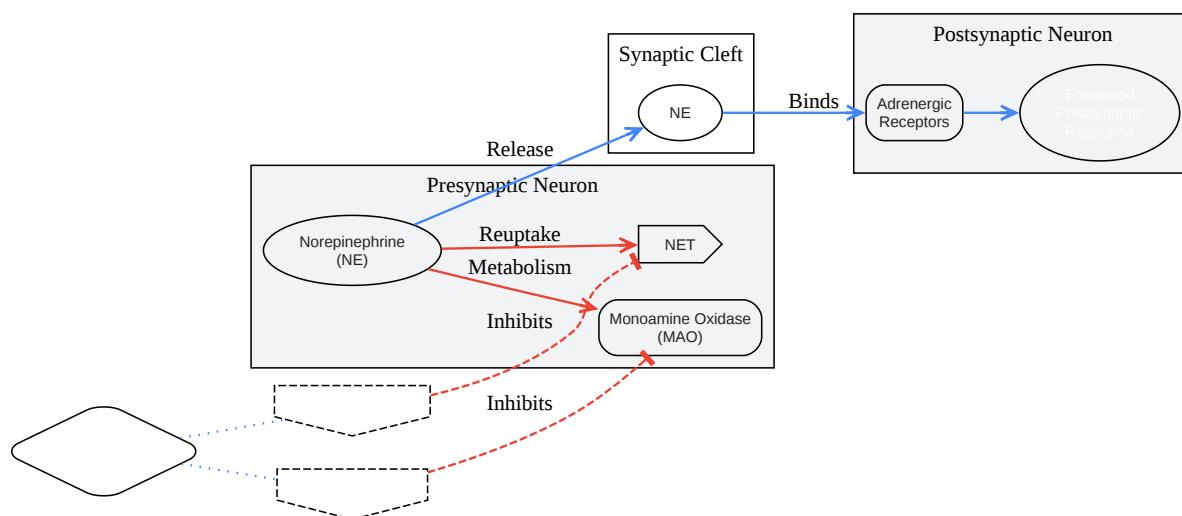 Postsynaptic Neuron
Synaptic Cleft
Enhanced
Postsynaptic
Response
NE
Binds
Adrenergic
Receptors
Release
Presynaptic Neuron
Norepinephrine
(NE)
Reuptake
NET
Metabolism
Inhibits
Monoamine Oxidase
(MAO)
Inhibits